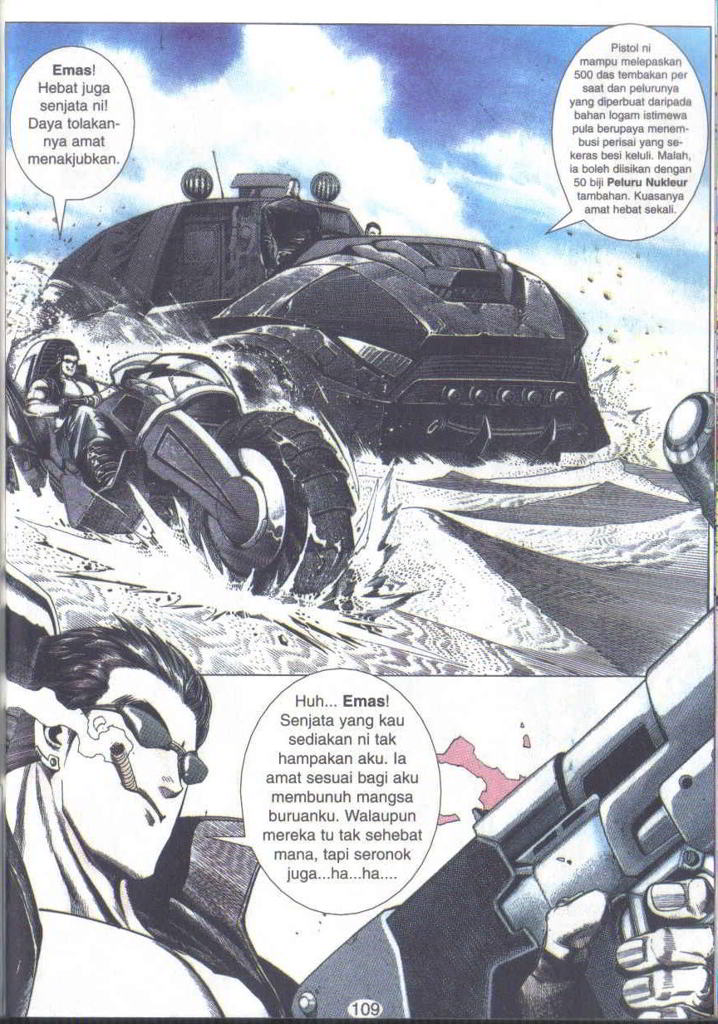 Emas!
Hebat juga
senjata ni!
Daya tolakan-
nya amat
menakjubkan.
Pistol ni
mampu melepaskan
500 das tembakan per
saat dan pelurunya
yang diperbuat daripada
bahan logam istimewa
pula berupaya menem-
busi perisai yang se-
keras besi keluli. Malah,
ia boleh diisikan dengan
50 biji Peluru Nukleur
tambahan. Kuasanya
amat hebat sekali.
Huh... Emas!
Senjata yang kau
sediakan ni tak
hampakan aku. Ia
amat sesuai bagi aku
membunuh mangsa
buruanku. Walaupun
mereka tu tak sehebat
mana, tapi seronok
juga...ha...ha....
109